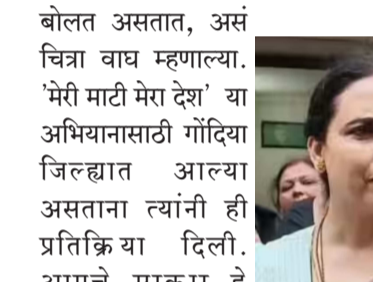 बोलत असतात, असं
चित्रा वाघ म्हणाल्या.
'मेरी माटी मेरा देश' या
अभियानासाठी गोंदिया
जिल्ह्यात आल्या
असताना त्यांनी ही
प्रतिक्रिया दिली.